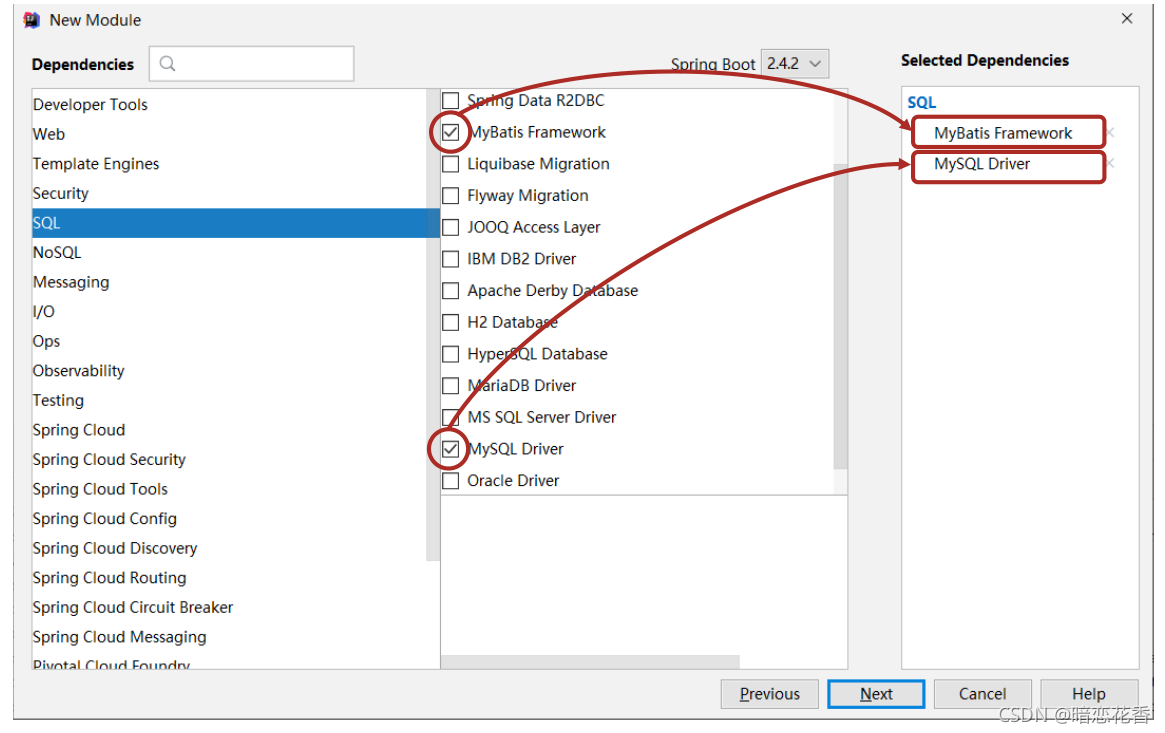 New Module
Dependencies
Spring Boot 2.4.2
Selected Dependencies
Developer Tools
Web
Template Engines
Security
SQL
NoSQL
Messaging
I/O
Ops
Observability
Testing
Spring Cloud
Spring Cloud Security
Spring Cloud Tools
Spring Cloud Config
Spring Cloud Discovery
Spring Cloud Routing
Spring Cloud Circuit Breaker
Spring Cloud Messaging
Pivotal Cloud Foundry
Spring Data R2DBC
MyBatis Framework
Liquibase Migration
Flyway Migration
JOOQ Access Layer
IBM DB2 Driver
Apache Derby Database
H2 Database
HyperSQL Database
MariaDB Driver
MS SQL Server Driver
MySQL Driver
Oracle Driver
SQL
MyBatis Framework
MySQL Driver
Previous
Next
Cancel
Help
CSDN @暗恋花香